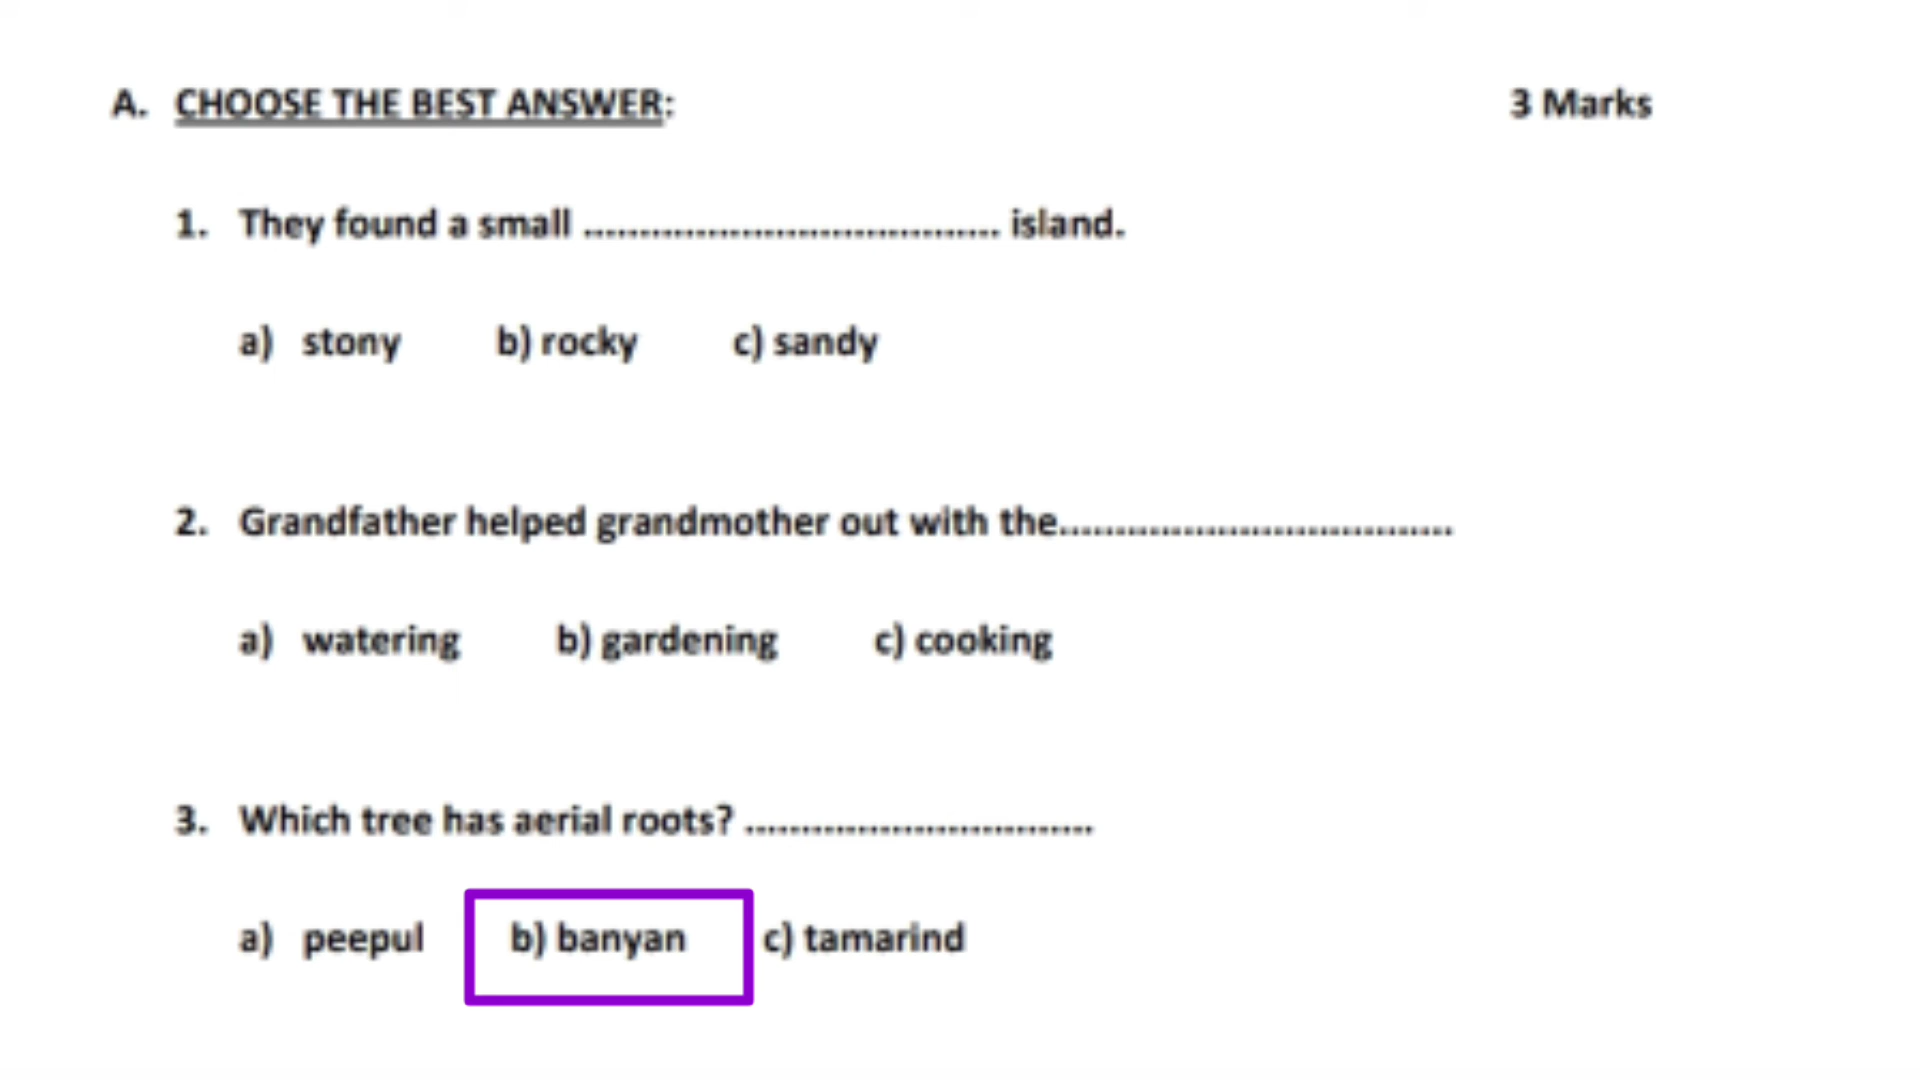 A. CHOOSE THE BEST ANSWER: 3 Marks
1. They found a small ..................................... island.
a) stony b) rocky c) sandy
2. Grandfather helped grandmother out with the...................................
a) watering b) gardening c) cooking
3. Which tree has aerial roots? ...............................
a) peepul b) banyan c) tamarind